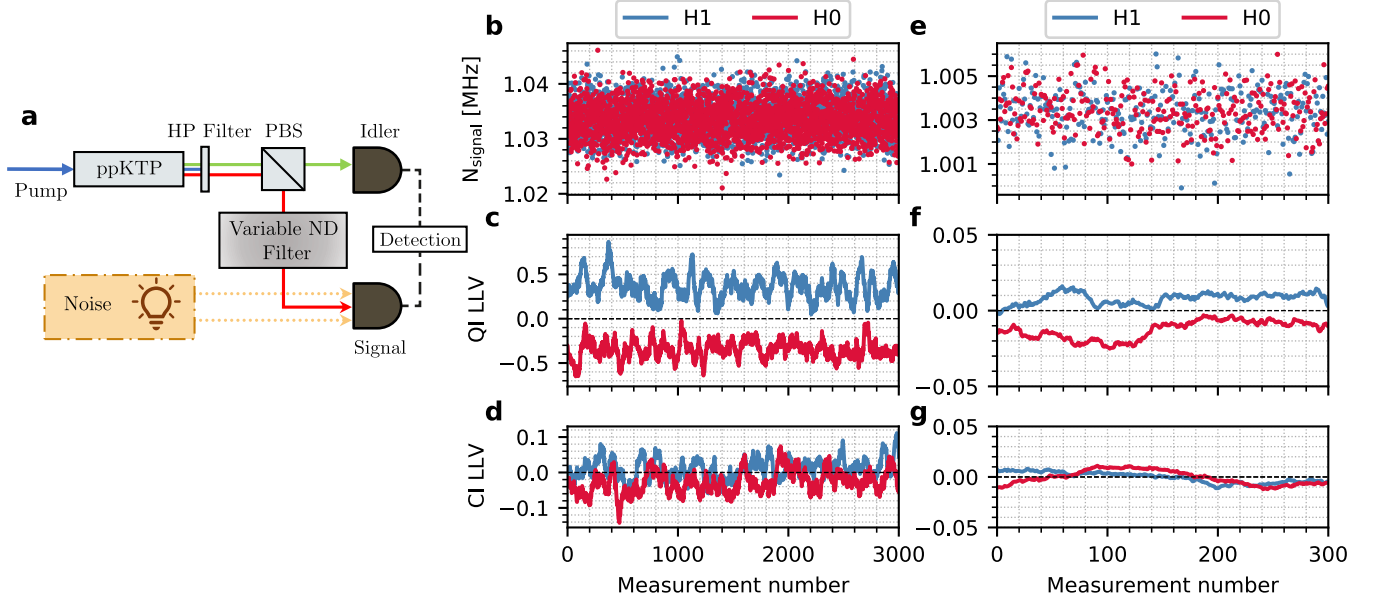 a
Pump
ppKTP
HP Filter
PBS
Idler
Variable ND
Filter
Detection
Noise
Signal
H1 H0
b
N_signal [MHz]
1.04
1.03
1.02
c
QI LLV
0.5
0.0
−0.5
d
CI LLV
0.1
0.0
−0.1
0 1000 2000 3000
Measurement number
H1 H0
e
1.005
1.003
1.001
f
0.05
0.00
−0.05
g
0.05
0.00
−0.05
0 100 200 300
Measurement number